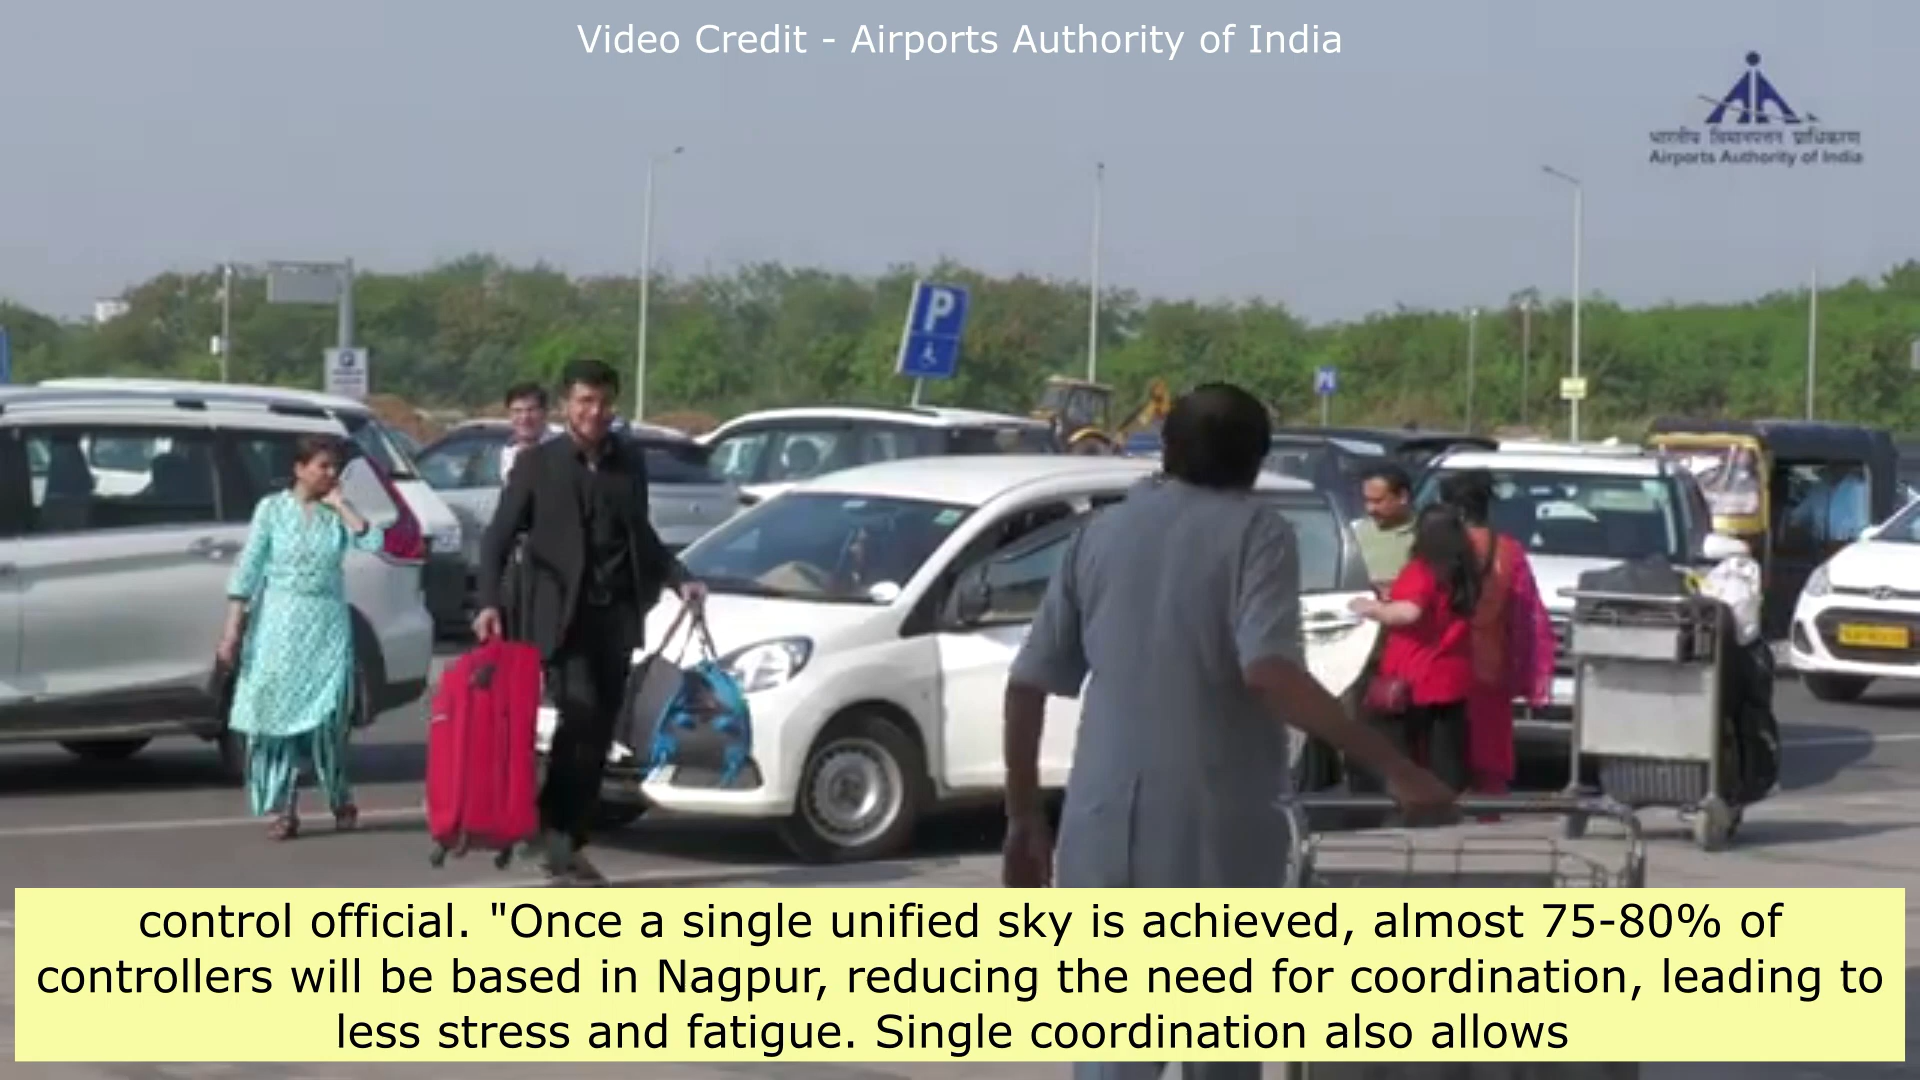 Video Credit - Airports Authority of India
भारतीय विमानपत्तन प्राधिकरण
Airports Authority of India
P
control official. "Once a single unified sky is achieved, almost 75-80% of
controllers will be based in Nagpur, reducing the need for coordination, leading to
less stress and fatigue. Single coordination also allows